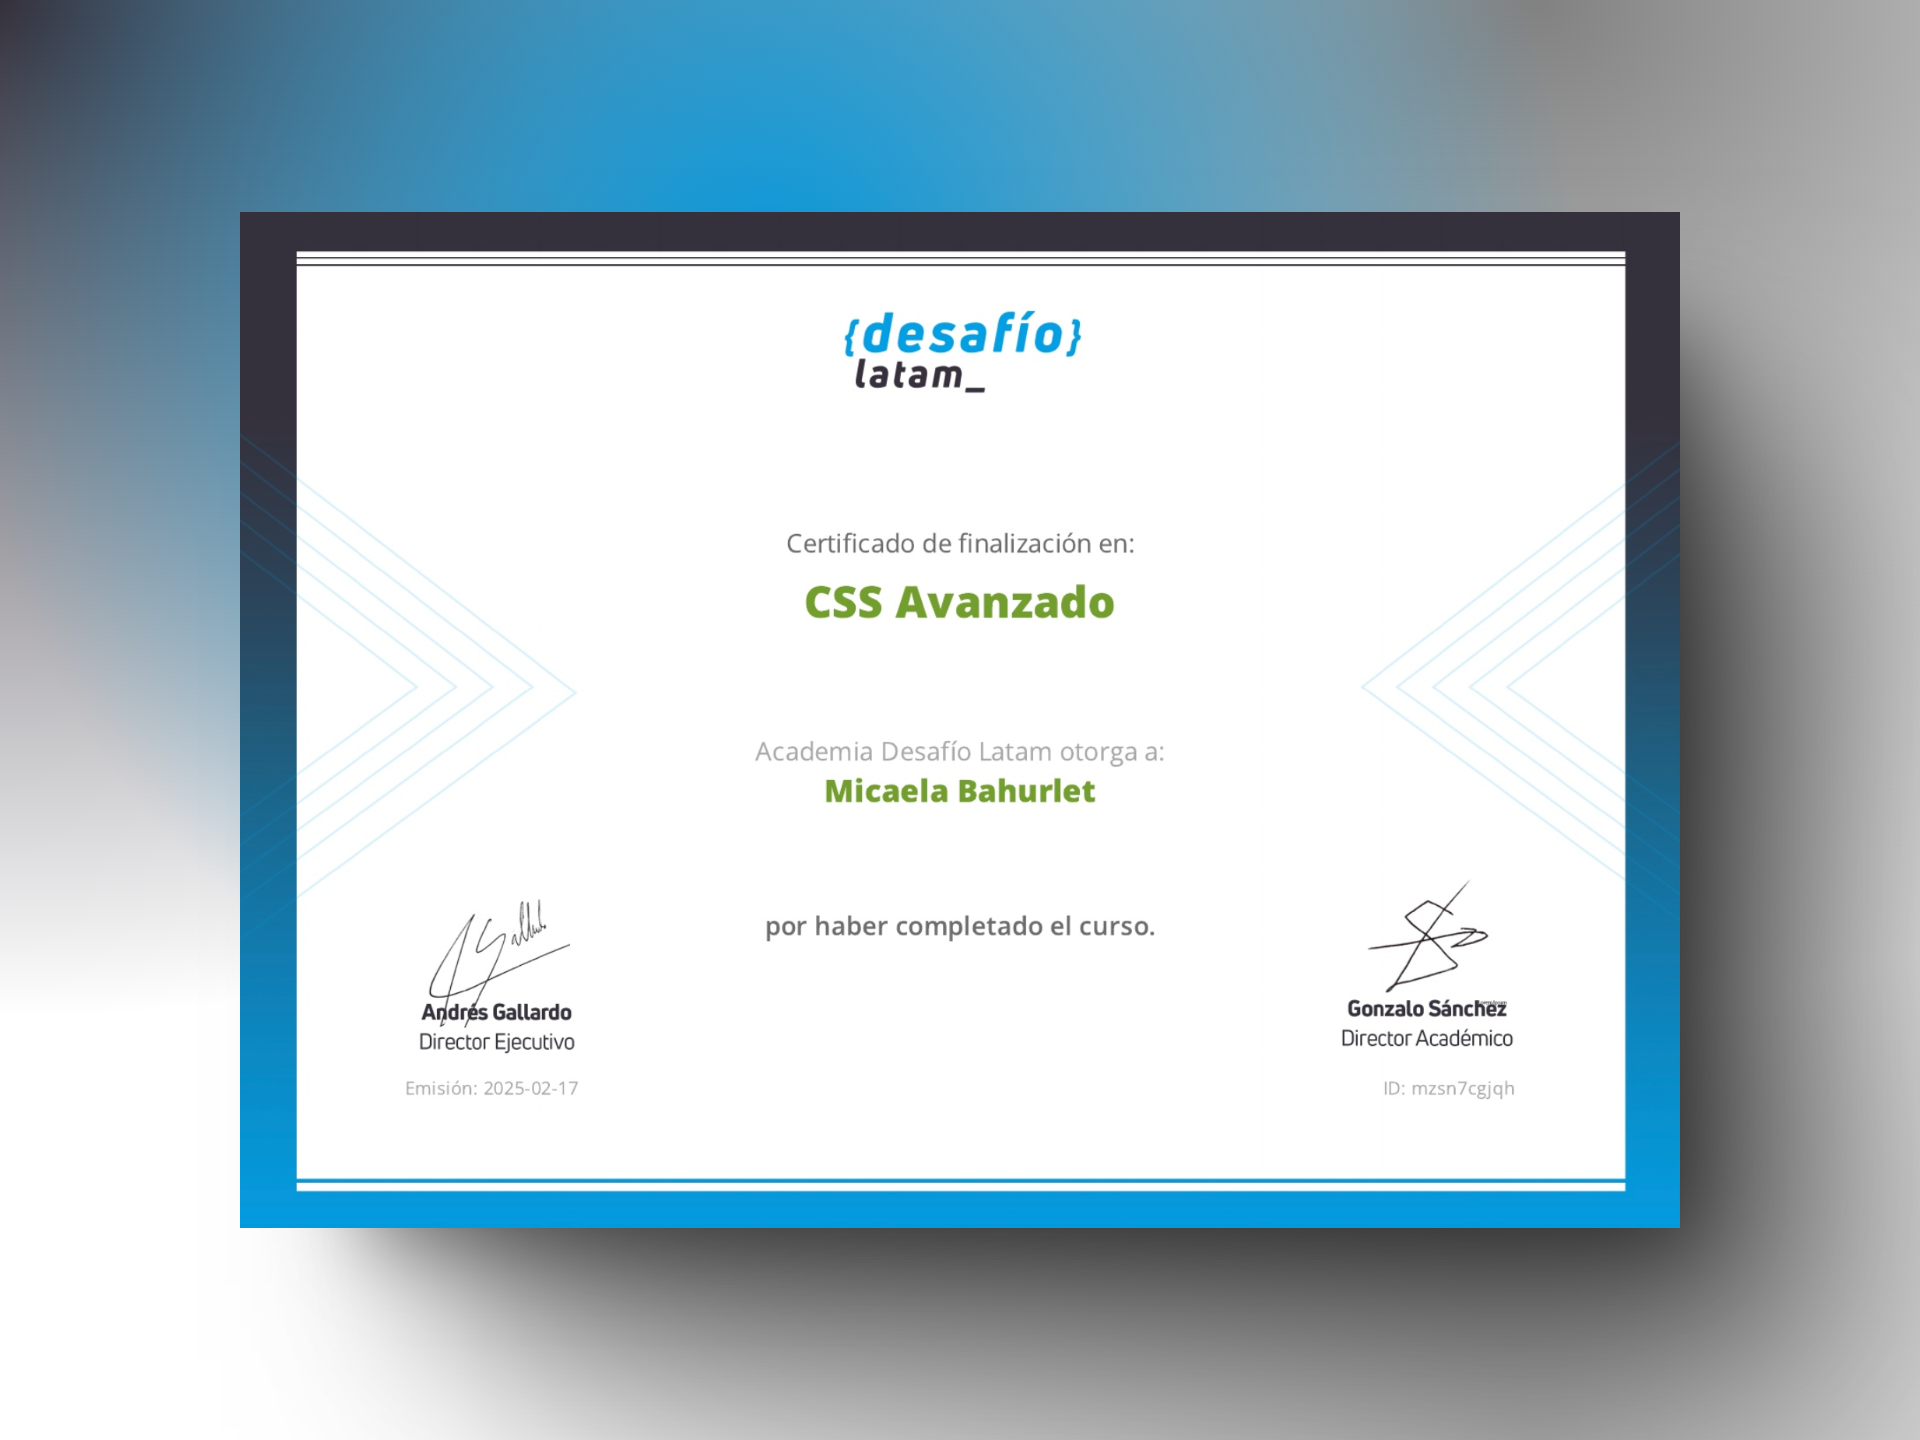 {desafío}
latam_
Certificado de finalización en:
CSS Avanzado
Academia Desafío Latam otorga a:
Micaela Bahurlet
por haber completado el curso.
Andrés Gallardo
Director Ejecutivo
Gonzalo Sánchez
Director Académico
Emisión: 2025-02-17
ID: mzsn7cgjqh